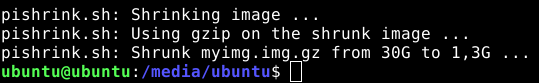 pishrink.sh: Shrinking image ...
pishrink.sh: Using gzip on the shrunk image ...
pishrink.sh: Shrunk myimg.img.gz from 30G to 1,3G ...
ubuntu@ubuntu:/media/ubuntu$